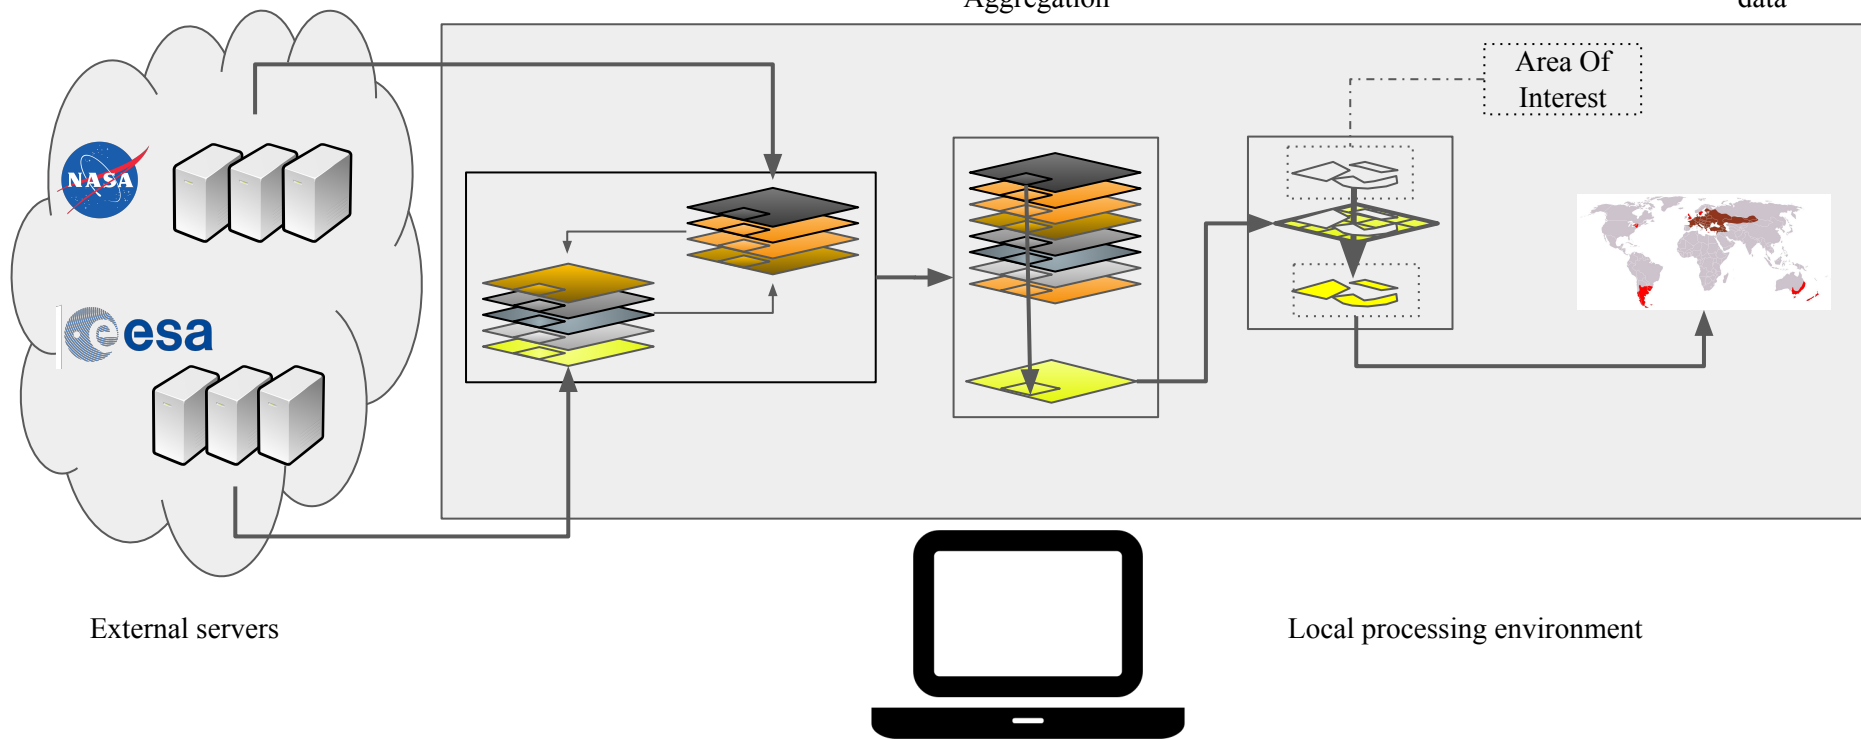 Aggregation
data
Area Of
Interest
NASA
esa
External servers
Local processing environment